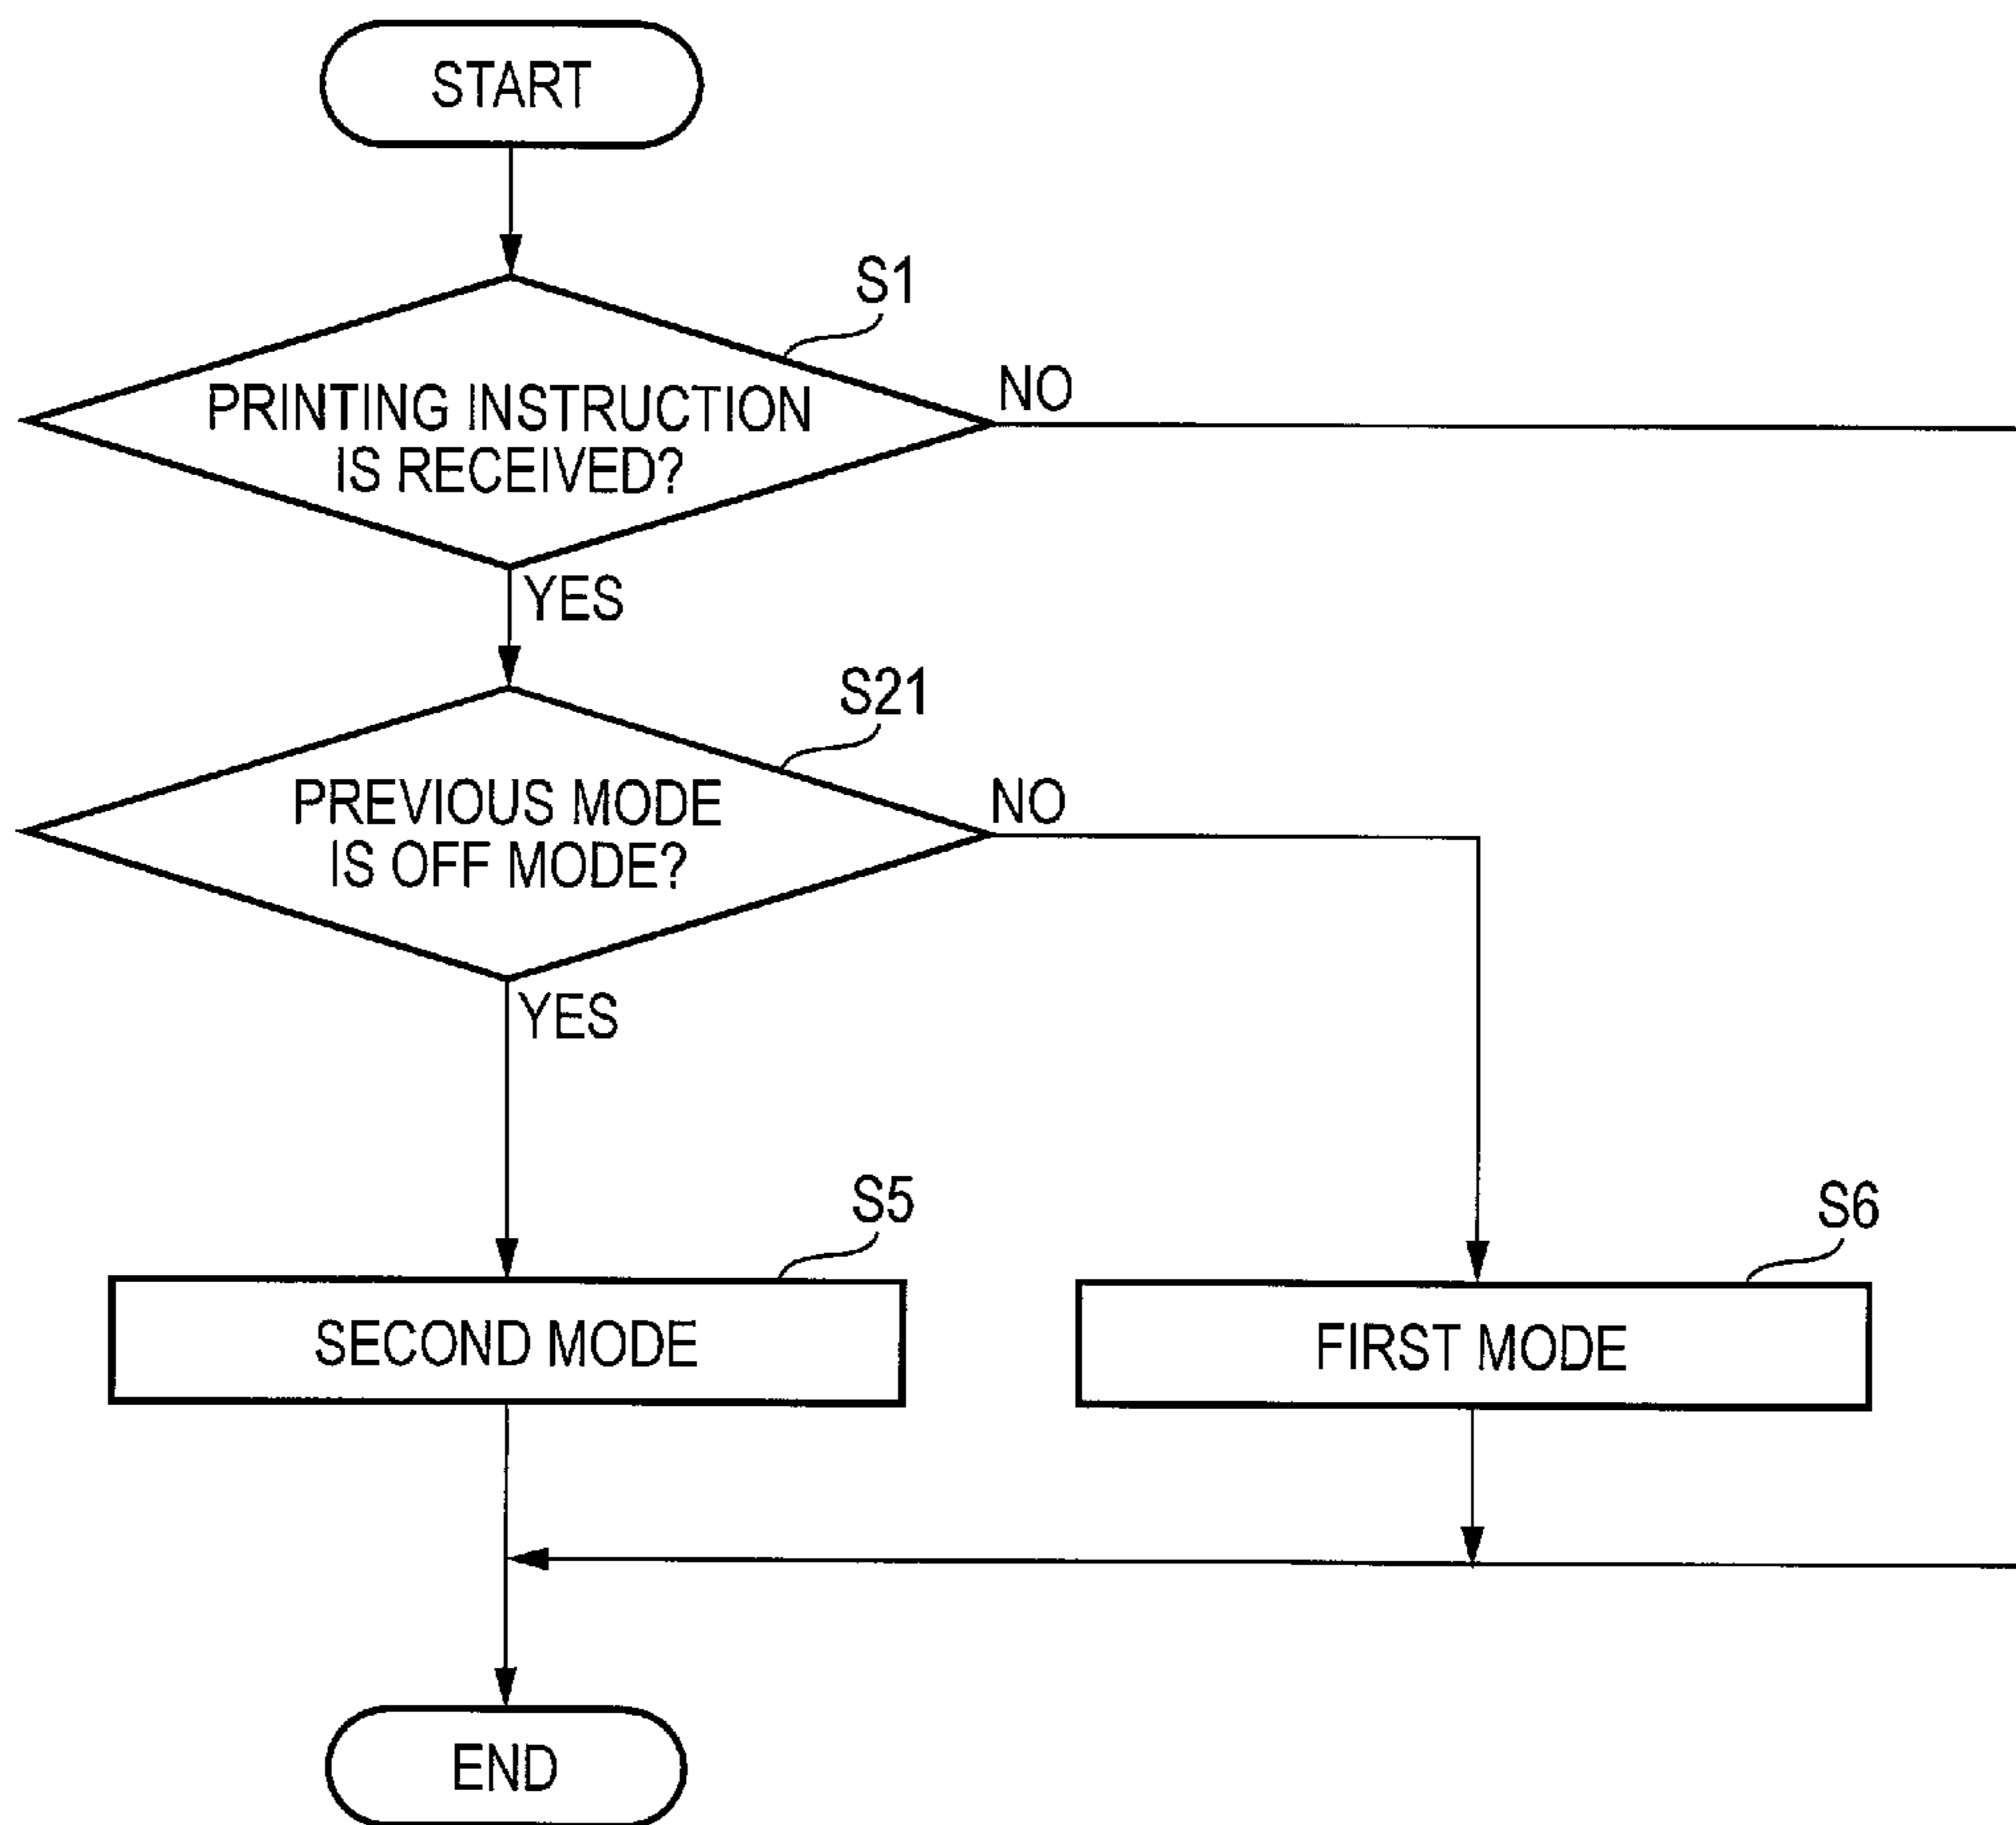 START
S1
PRINTING INSTRUCTION
IS RECEIVED?
NO
YES
S21
PREVIOUS MODE
IS OFF MODE?
NO
YES
S5
SECOND MODE
S6
FIRST MODE
END